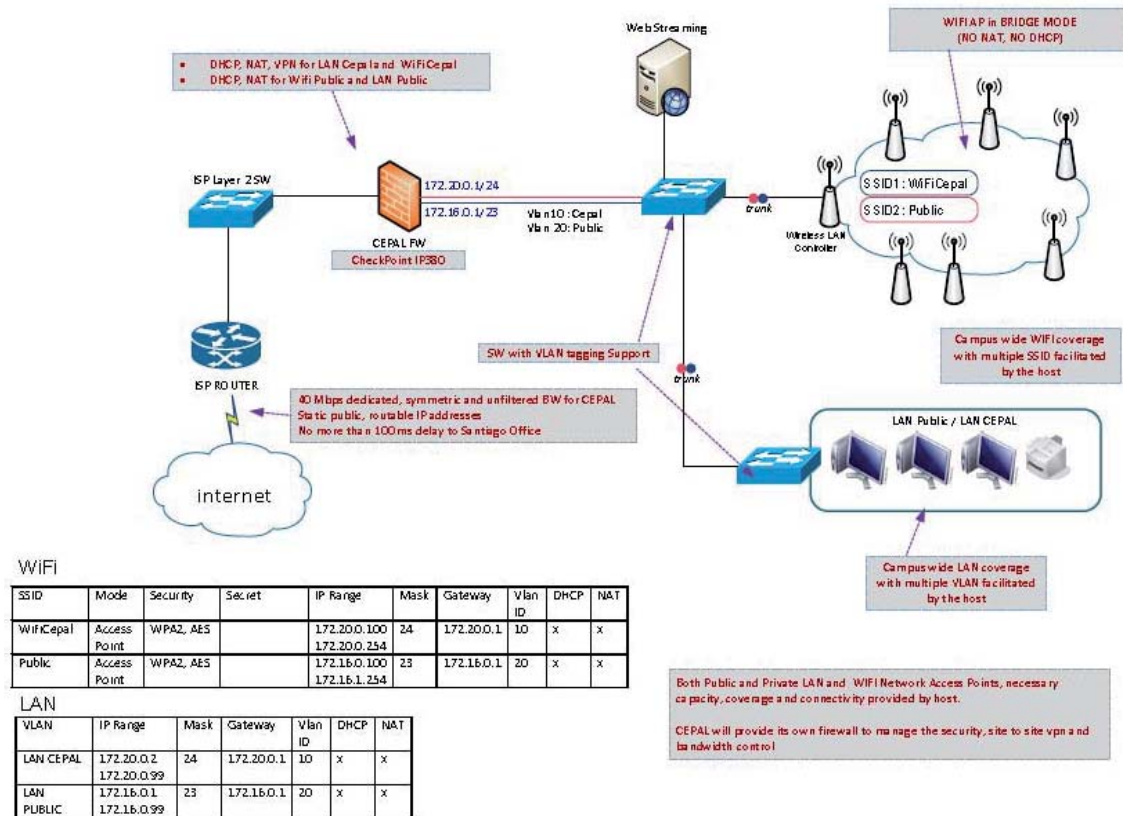 Web Streaming
WIFI AP in BRIDGE MODE
(NO NAT, NO DHCP)
• DHCP, NAT, VPN for LAN Cepal and WiFi Cepal
• DHCP, NAT for Wifi Public and LAN Public
ISP Layer 2 SW
172.20.0.1/24
172.16.0.1/23
Vlan 10 : Cepal
Vlan 20: Public
CEPAL FW
CheckPoint IP380
trunk
SSID1 : WiFiCepal
SSID2 : Public
Wireless LAN
Controller
SW with VLAN tagging Support
Campus wide WIFI coverage
with multiple SSID facilitated
by the host
ISP ROUTER
trunk
40 Mbps dedicated, symmetric and unfiltered BW for CEPAL
Static public, routable IP addresses
No more than 100 ms delay to Santiago Office
LAN Public / LAN CEPAL
internet
Campus wide LAN coverage
with multiple VLAN facilitated
by the host
WiFi
SSID Mode Security Secret IP Range Mask Gateway Vlan ID DHCP NAT
WifiCepal Access Point WPA2, AES 172.20.0.100 172.20.0.254 24 172.20.0.1 10 x x
Public Access Point WPA2, AES 172.16.0.100 172.16.1.254 23 172.16.0.1 20 x x
LAN
VLAN IP Range Mask Gateway Vlan ID DHCP NAT
LAN CEPAL 172.20.0.2 172.20.0.99 24 172.20.0.1 10 x x
LAN PUBLIC 172.16.0.1 172.16.0.99 23 172.16.0.1 20 x x
Both Public and Private LAN and WIFI Network Access Points, necessary
capacity, coverage and connectivity provided by host.
CEPAL will provide its own firewall to manage the security, site to site vpn and
bandwidth control